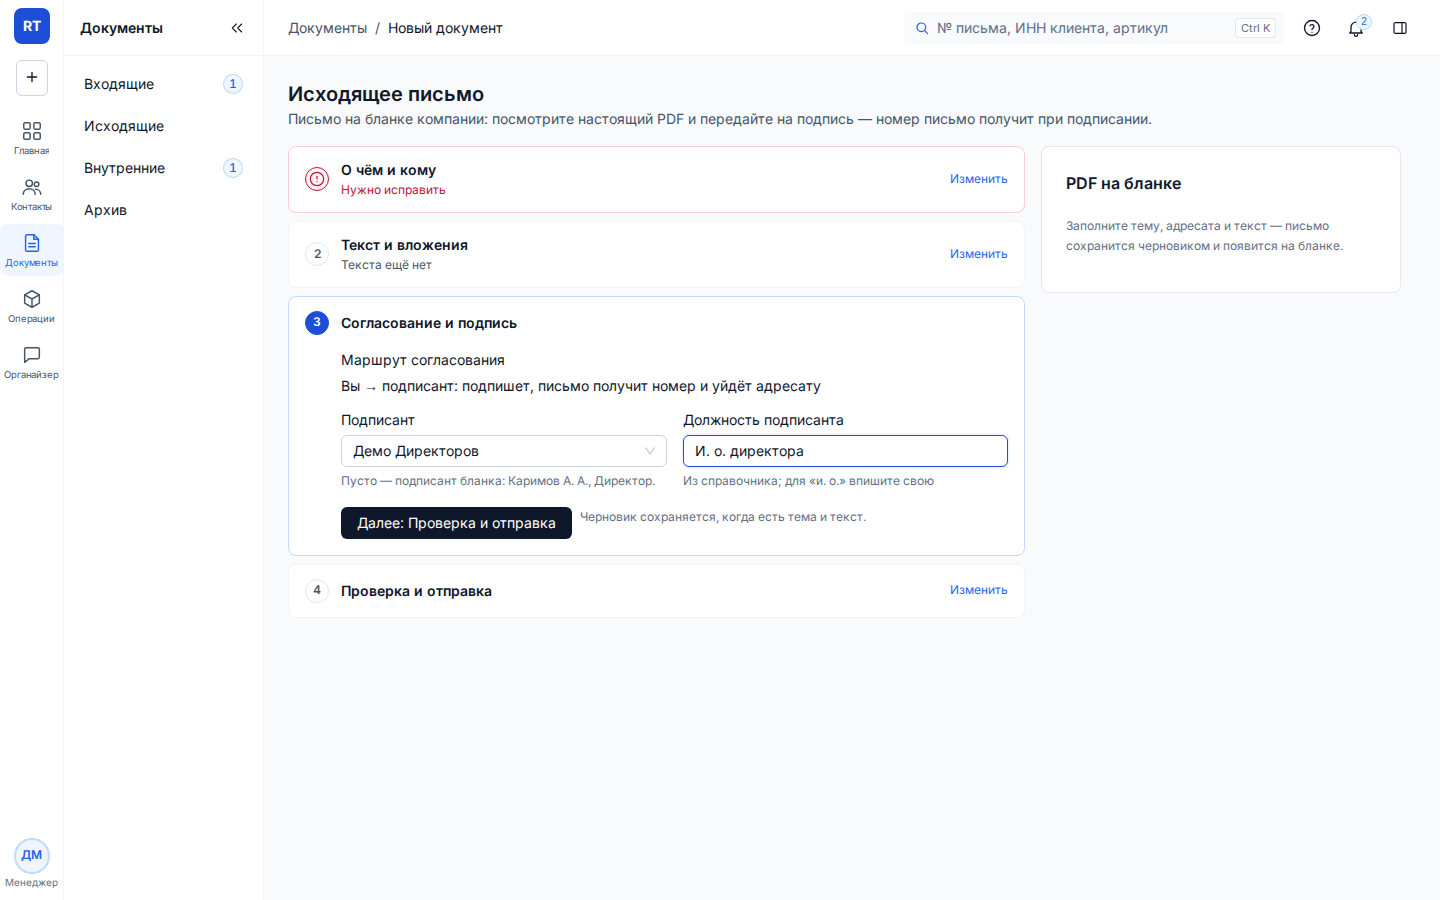 RT
Документы
Документы / Новый документ
№ письма, ИНН клиента, артикул
Ctrl K
2
+
Главная
Контакты
Документы
Операции
Органайзер
ДМ
Менеджер
Входящие 1
Исходящие
Внутренние 1
Архив
Исходящее письмо
Письмо на бланке компании: посмотрите настоящий PDF и передайте на подпись — номер письмо получит при подписании.
О чём и кому
Нужно исправить
Изменить
2
Текст и вложения
Текста ещё нет
Изменить
3
Согласование и подпись
Маршрут согласования
Вы → подписант: подпишет, письмо получит номер и уйдёт адресату
Подписант
Должность подписанта
Демо Директоров
И. о. директора
Пусто — подписант бланка: Каримов А. А., Директор.
Из справочника; для «и. о.» впишите свою
Далее: Проверка и отправка
Черновик сохраняется, когда есть тема и текст.
4
Проверка и отправка
Изменить
PDF на бланке
Заполните тему, адресата и текст — письмо
сохранится черновиком и появится на бланке.